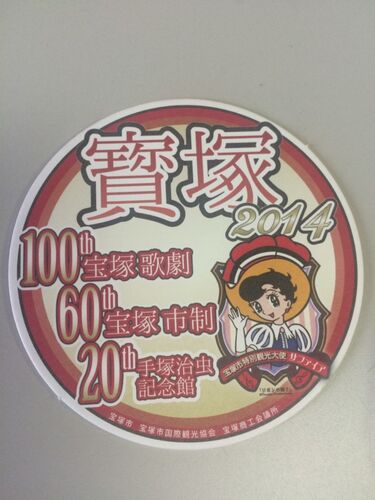 寳塚
2014
100th 宝塚 歌劇
60th 宝塚 市制
20th 手塚治虫
記念館
宝塚市特別観光大使 サファイア
宝塚市 宝塚市国際観光協会 宝塚商工会議所